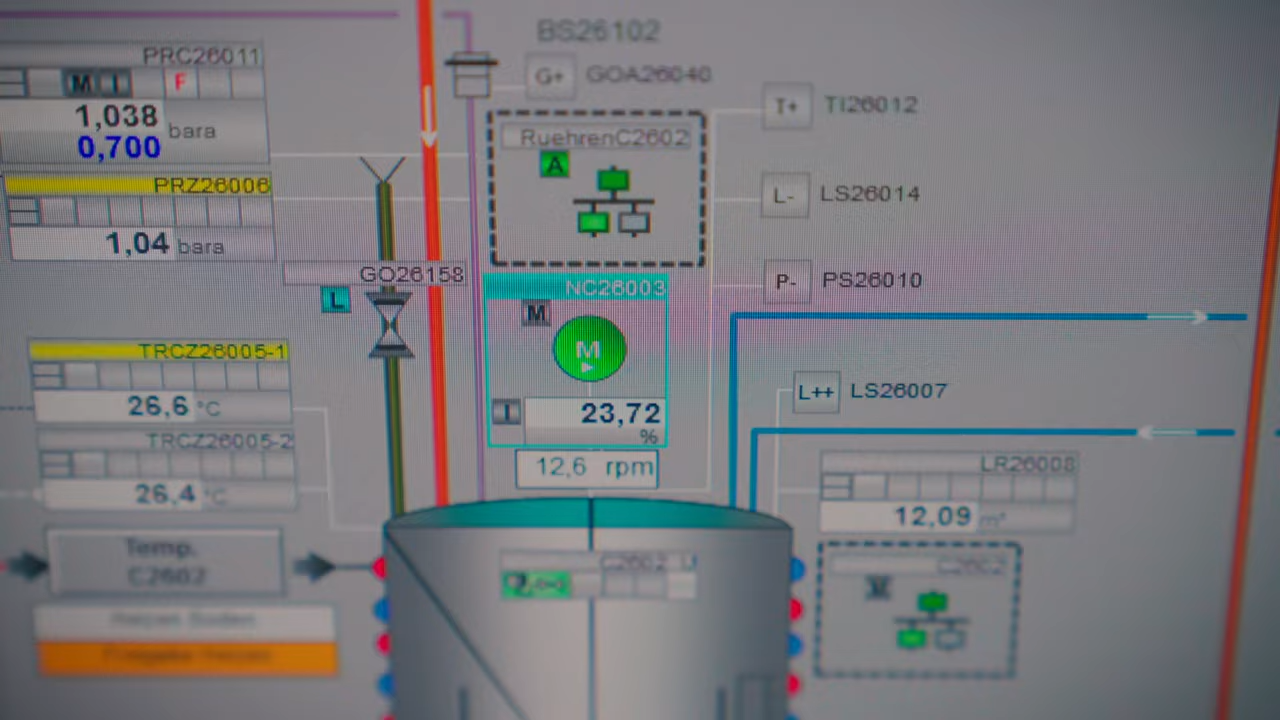 BS26102
PRC26011
M I F
G+ GOA26040
1,038 bara
0,700
T+ TI26012
RuehrenC2602
A
PRZ26006
L- LS26014
1,04 bara
GO26158
L
P- PS26010
NC26003
M
M
TRCZ26005-1
26,6 °C
L++ LS26007
I 23,72
%
TRCZ26005-2
12,6 rpm
LR26008
26,4 °C
12,09 m³
Temp.
C2602
C2602
C2602